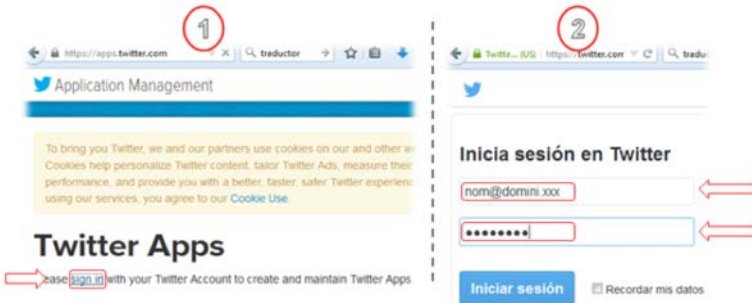 1
https://apps.twitter.com
traductor
Application Management
To bring you Twitter, we and our partners use cookies on our and other
Cookies help personalize Twitter content, tailor Twitter Ads, measure their
performance, and provide you with a better, faster, safer Twitter
using our services, you agree to our Cookie Use.
Twitter Apps
ease sign in with your Twitter Account to create and maintain Twitter Apps
2
Twitte... (US) https://twitter.com
tradu
Inicia sesión en Twitter
nom@domini.xxx
••••••••
Iniciar sesión
Recordar mis datos